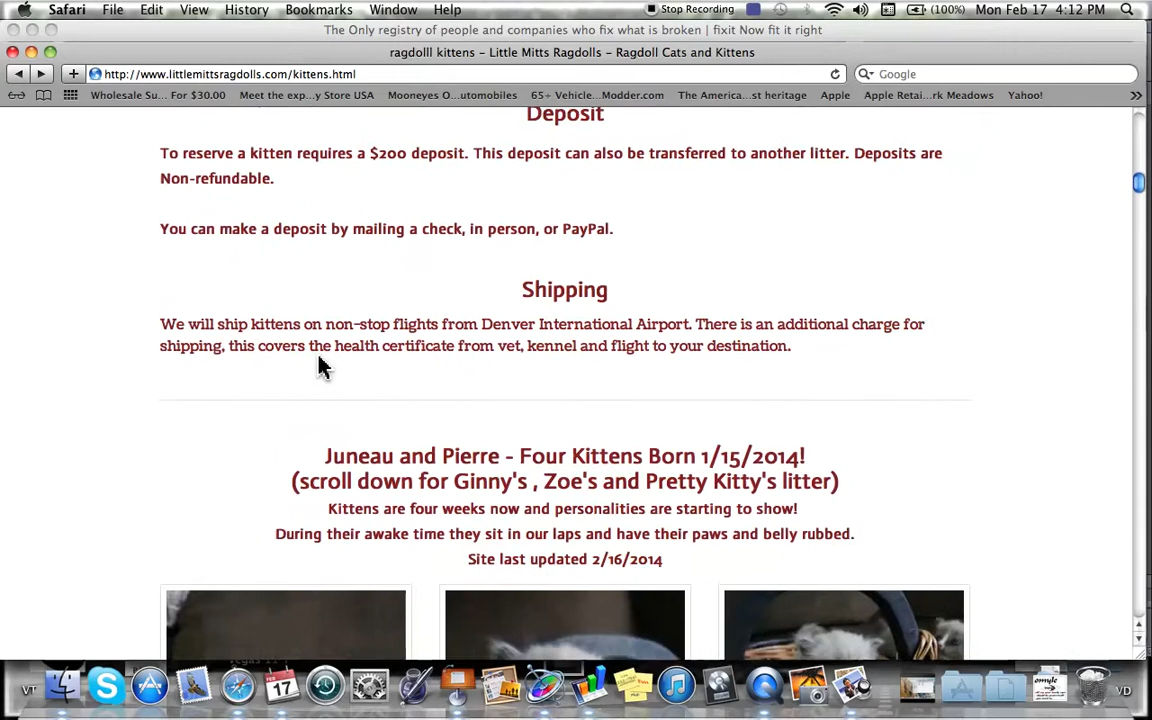 Safari File Edit View History Bookmarks Window Help Stop Recording (100%) Mon Feb 17 4:12 PM
The Only registry of people and companies who fix what is broken | fixit Now fit it right
ragdolll kittens – Little Mitts Ragdolls – Ragdoll Cats and Kittens
http://www.littlemittsragdolls.com/kittens.html Google
Wholesale Su... For $30.00 Meet the exp...y Store USA Mooneyes O...utomobiles 65+ Vehicle...Modder.com The America...st heritage Apple Apple Retai...rk Meadows Yahoo! »
Deposit
To reserve a kitten requires a $200 deposit. This deposit can also be transferred to another litter. Deposits are
Non-refundable.
You can make a deposit by mailing a check, in person, or PayPal.
Shipping
We will ship kittens on non-stop flights from Denver International Airport. There is an additional charge for
shipping, this covers the health certificate from vet, kennel and flight to your destination.
Juneau and Pierre - Four Kittens Born 1/15/2014!
(scroll down for Ginny's , Zoe's and Pretty Kitty's litter)
Kittens are four weeks now and personalities are starting to show!
During their awake time they sit in our laps and have their paws and belly rubbed.
Site last updated 2/16/2014
VT FEB 17 VD